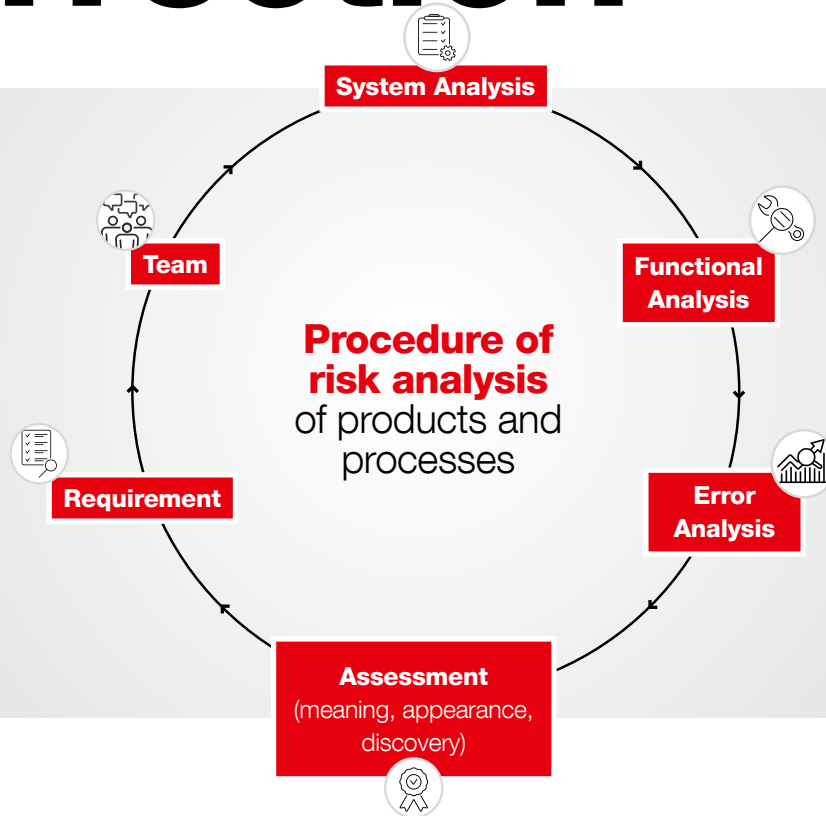 System Analysis
Team
Functional
Analysis
Procedure of
risk analysis
of products and
processes
Requirement
Error
Analysis
Assessment
(meaning, appearance,
discovery)